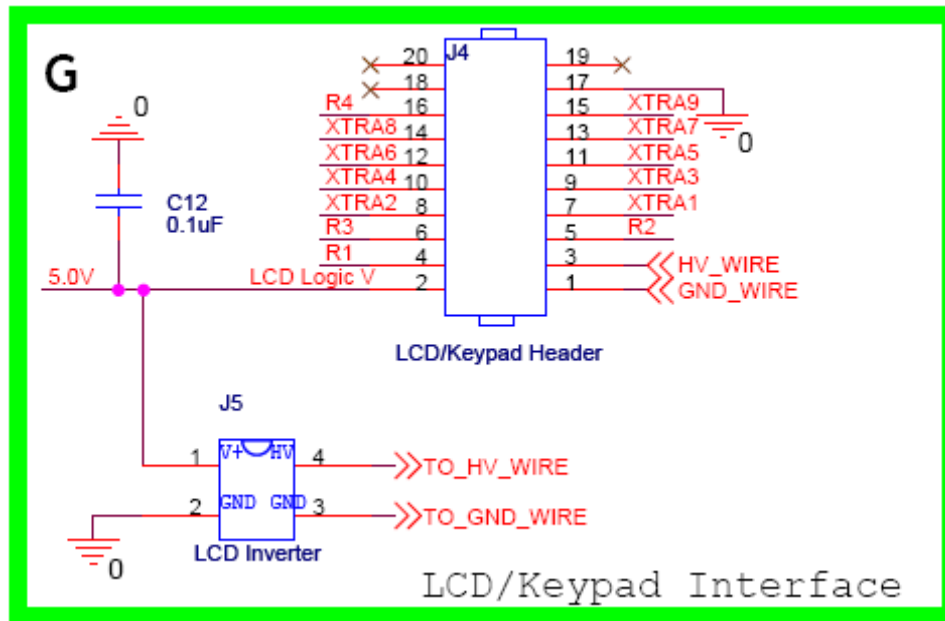 G
J4
20 19
18 17
R4 16 15 XTRA9
XTRA8 14 13 XTRA7
XTRA6 12 11 XTRA5
XTRA4 10 9 XTRA3
XTRA2 8 7 XTRA1
R3 6 5 R2
R1 4 3 HV_WIRE
5.0V LCD Logic V 2 1 GND_WIRE
0
C12
0.1uF
0
LCD/Keypad Header
J5
1 V+ HV 4 TO_HV_WIRE
2 GND GND 3 TO_GND_WIRE
LCD Inverter
0
LCD/Keypad Interface